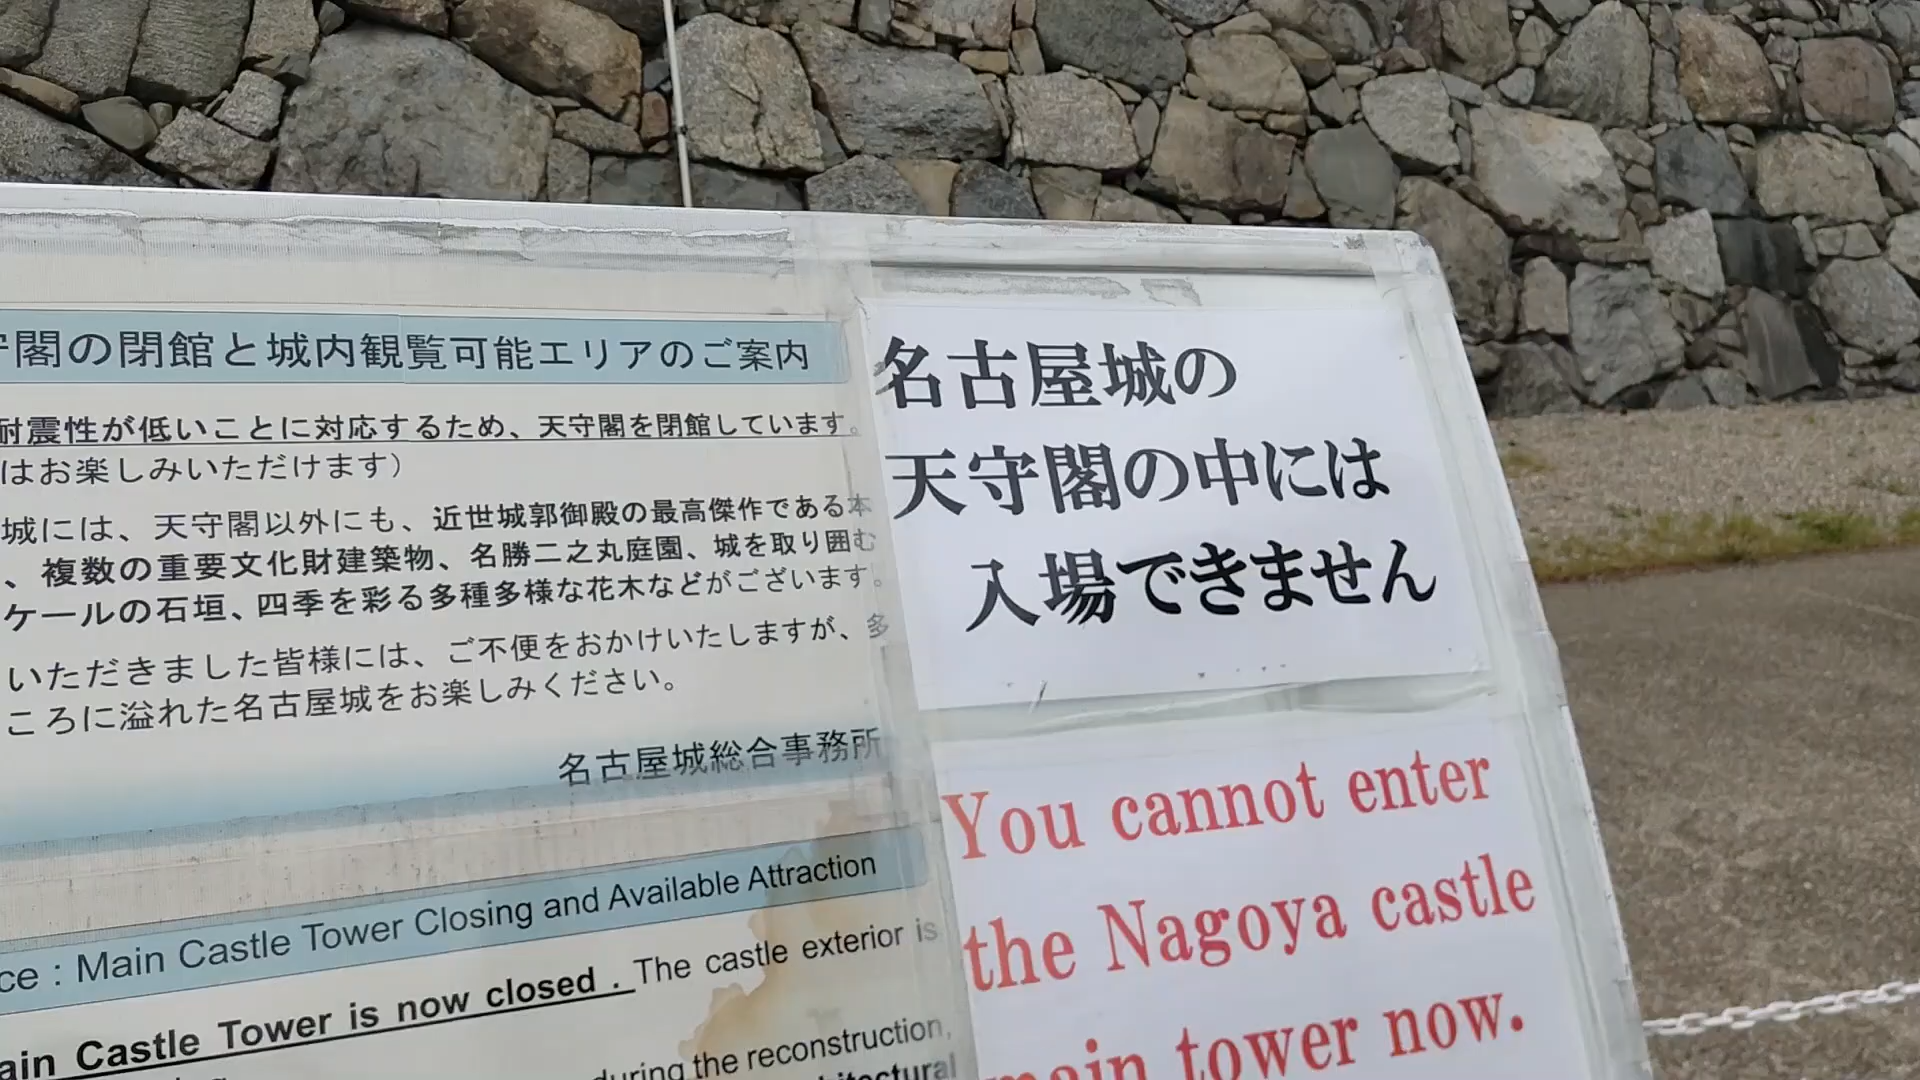 閣の閉館と城内観覧可能エリアのご案内
耐震性が低いことに対応するため、天守閣を閉館しています。
はお楽しみいただけます）
城には、天守閣以外にも、近世城郭御殿の最高傑作である本
、複数の重要文化財建築物、名勝二之丸庭園、城を取り囲む
ケールの石垣、四季を彩る多種多様な花木などがございます。
いただきました皆様には、ご不便をおかけいたしますが、多
ころに溢れた名古屋城をお楽しみください。
名古屋城総合事務所
ce : Main Castle Tower Closing and Available Attraction
ain Castle Tower is now closed . The castle exterior is
during the reconstruction,
名古屋城の
天守閣の中には
入場できません
You cannot enter
the Nagoya castle
main tower now.